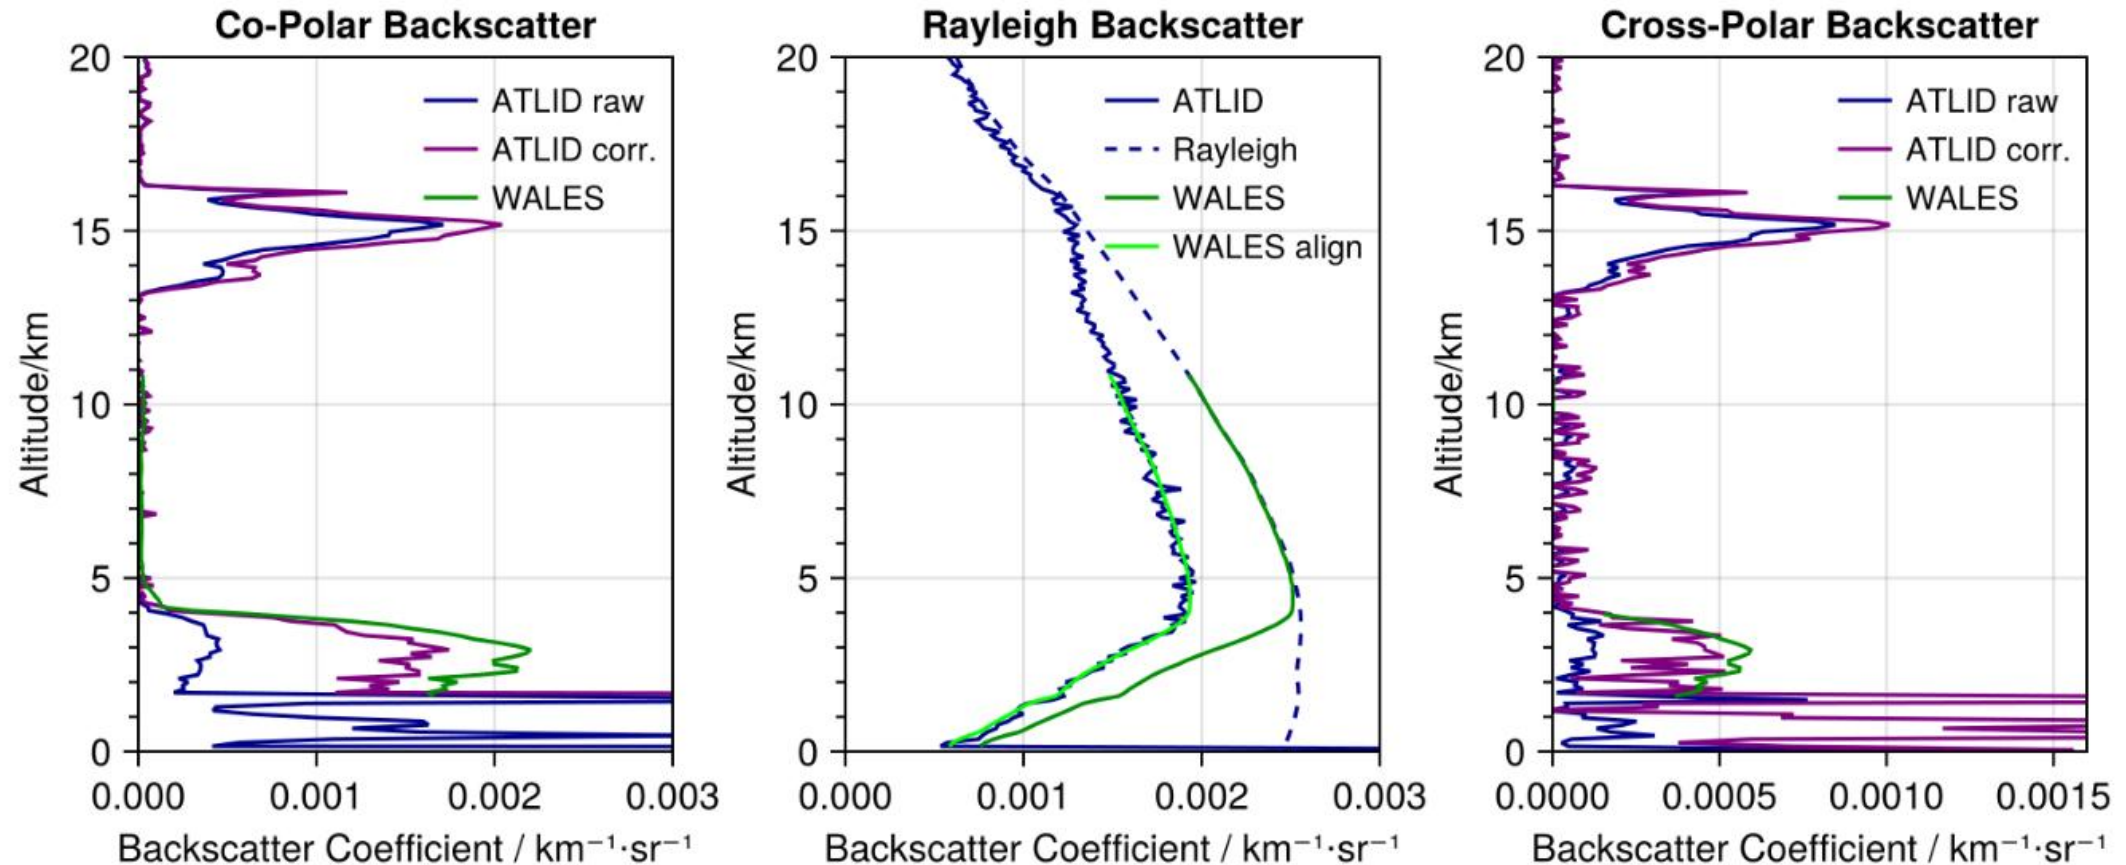 Co-Polar Backscatter
20
15
10
5
0
Altitude/km
ATLID raw
ATLID corr.
WALES
0.000 0.001 0.002 0.003
Backscatter Coefficient / km⁻¹·sr⁻¹
Rayleigh Backscatter
20
15
10
5
0
Altitude/km
ATLID
Rayleigh
WALES
WALES align
0.000 0.001 0.002 0.003
Backscatter Coefficient / km⁻¹·sr⁻¹
Cross-Polar Backscatter
20
15
10
5
0
Altitude/km
ATLID raw
ATLID corr.
WALES
0.0000 0.0005 0.0010 0.0015
Backscatter Coefficient / km⁻¹·sr⁻¹